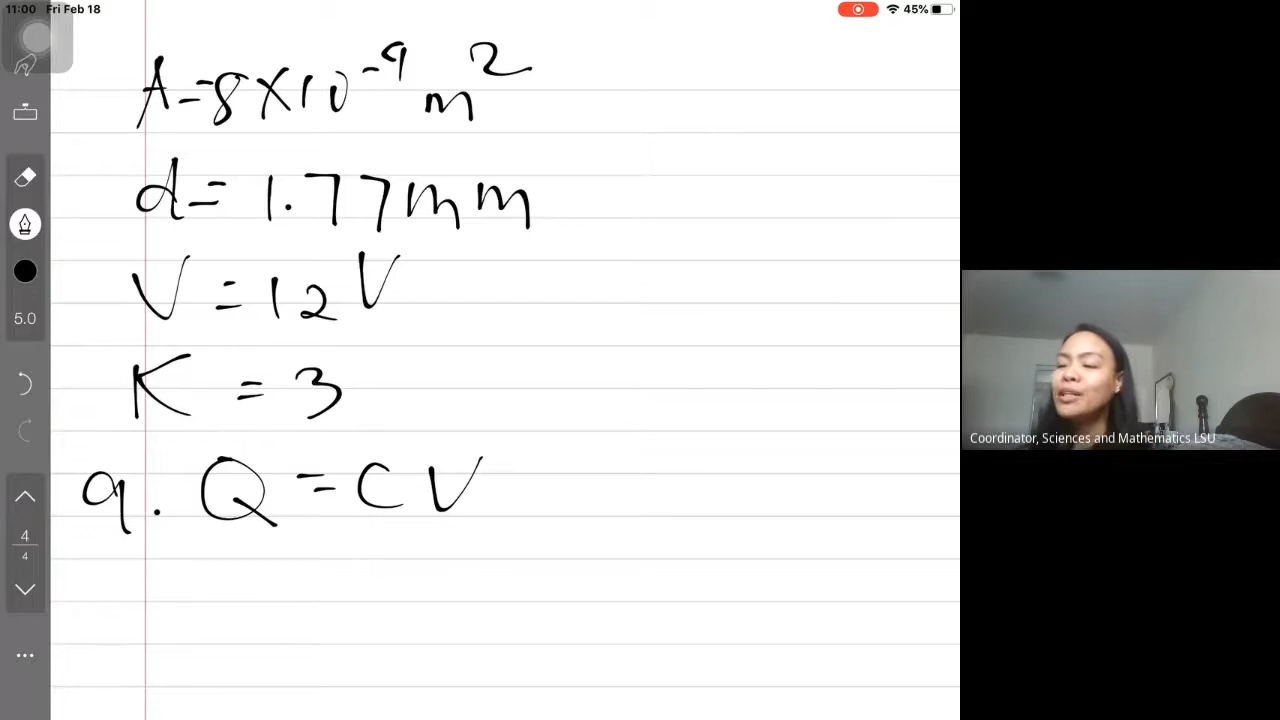 11:00 Fri Feb 18
45%
A=8×10⁻⁹ m²
d=1.77mm
V=12V
K=3
a. Q=CV
5.0
4
4
Coordinator, Sciences and Mathematics LSU